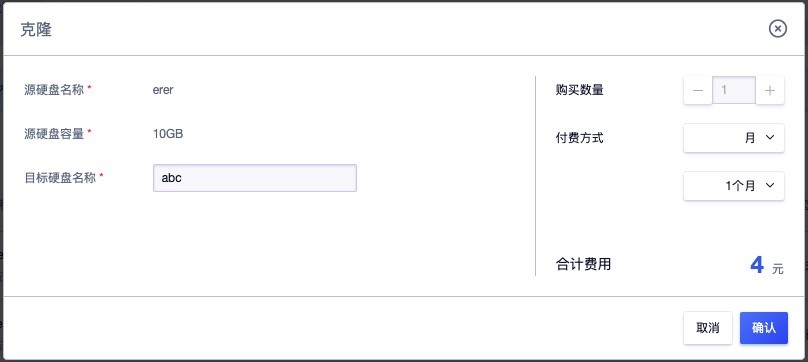 克隆
源硬盘名称 * erer
源硬盘容量 * 10GB
目标硬盘名称 * abc
购买数量 － 1 ＋
付费方式 月
1个月
合计费用 4 元
取消 确认